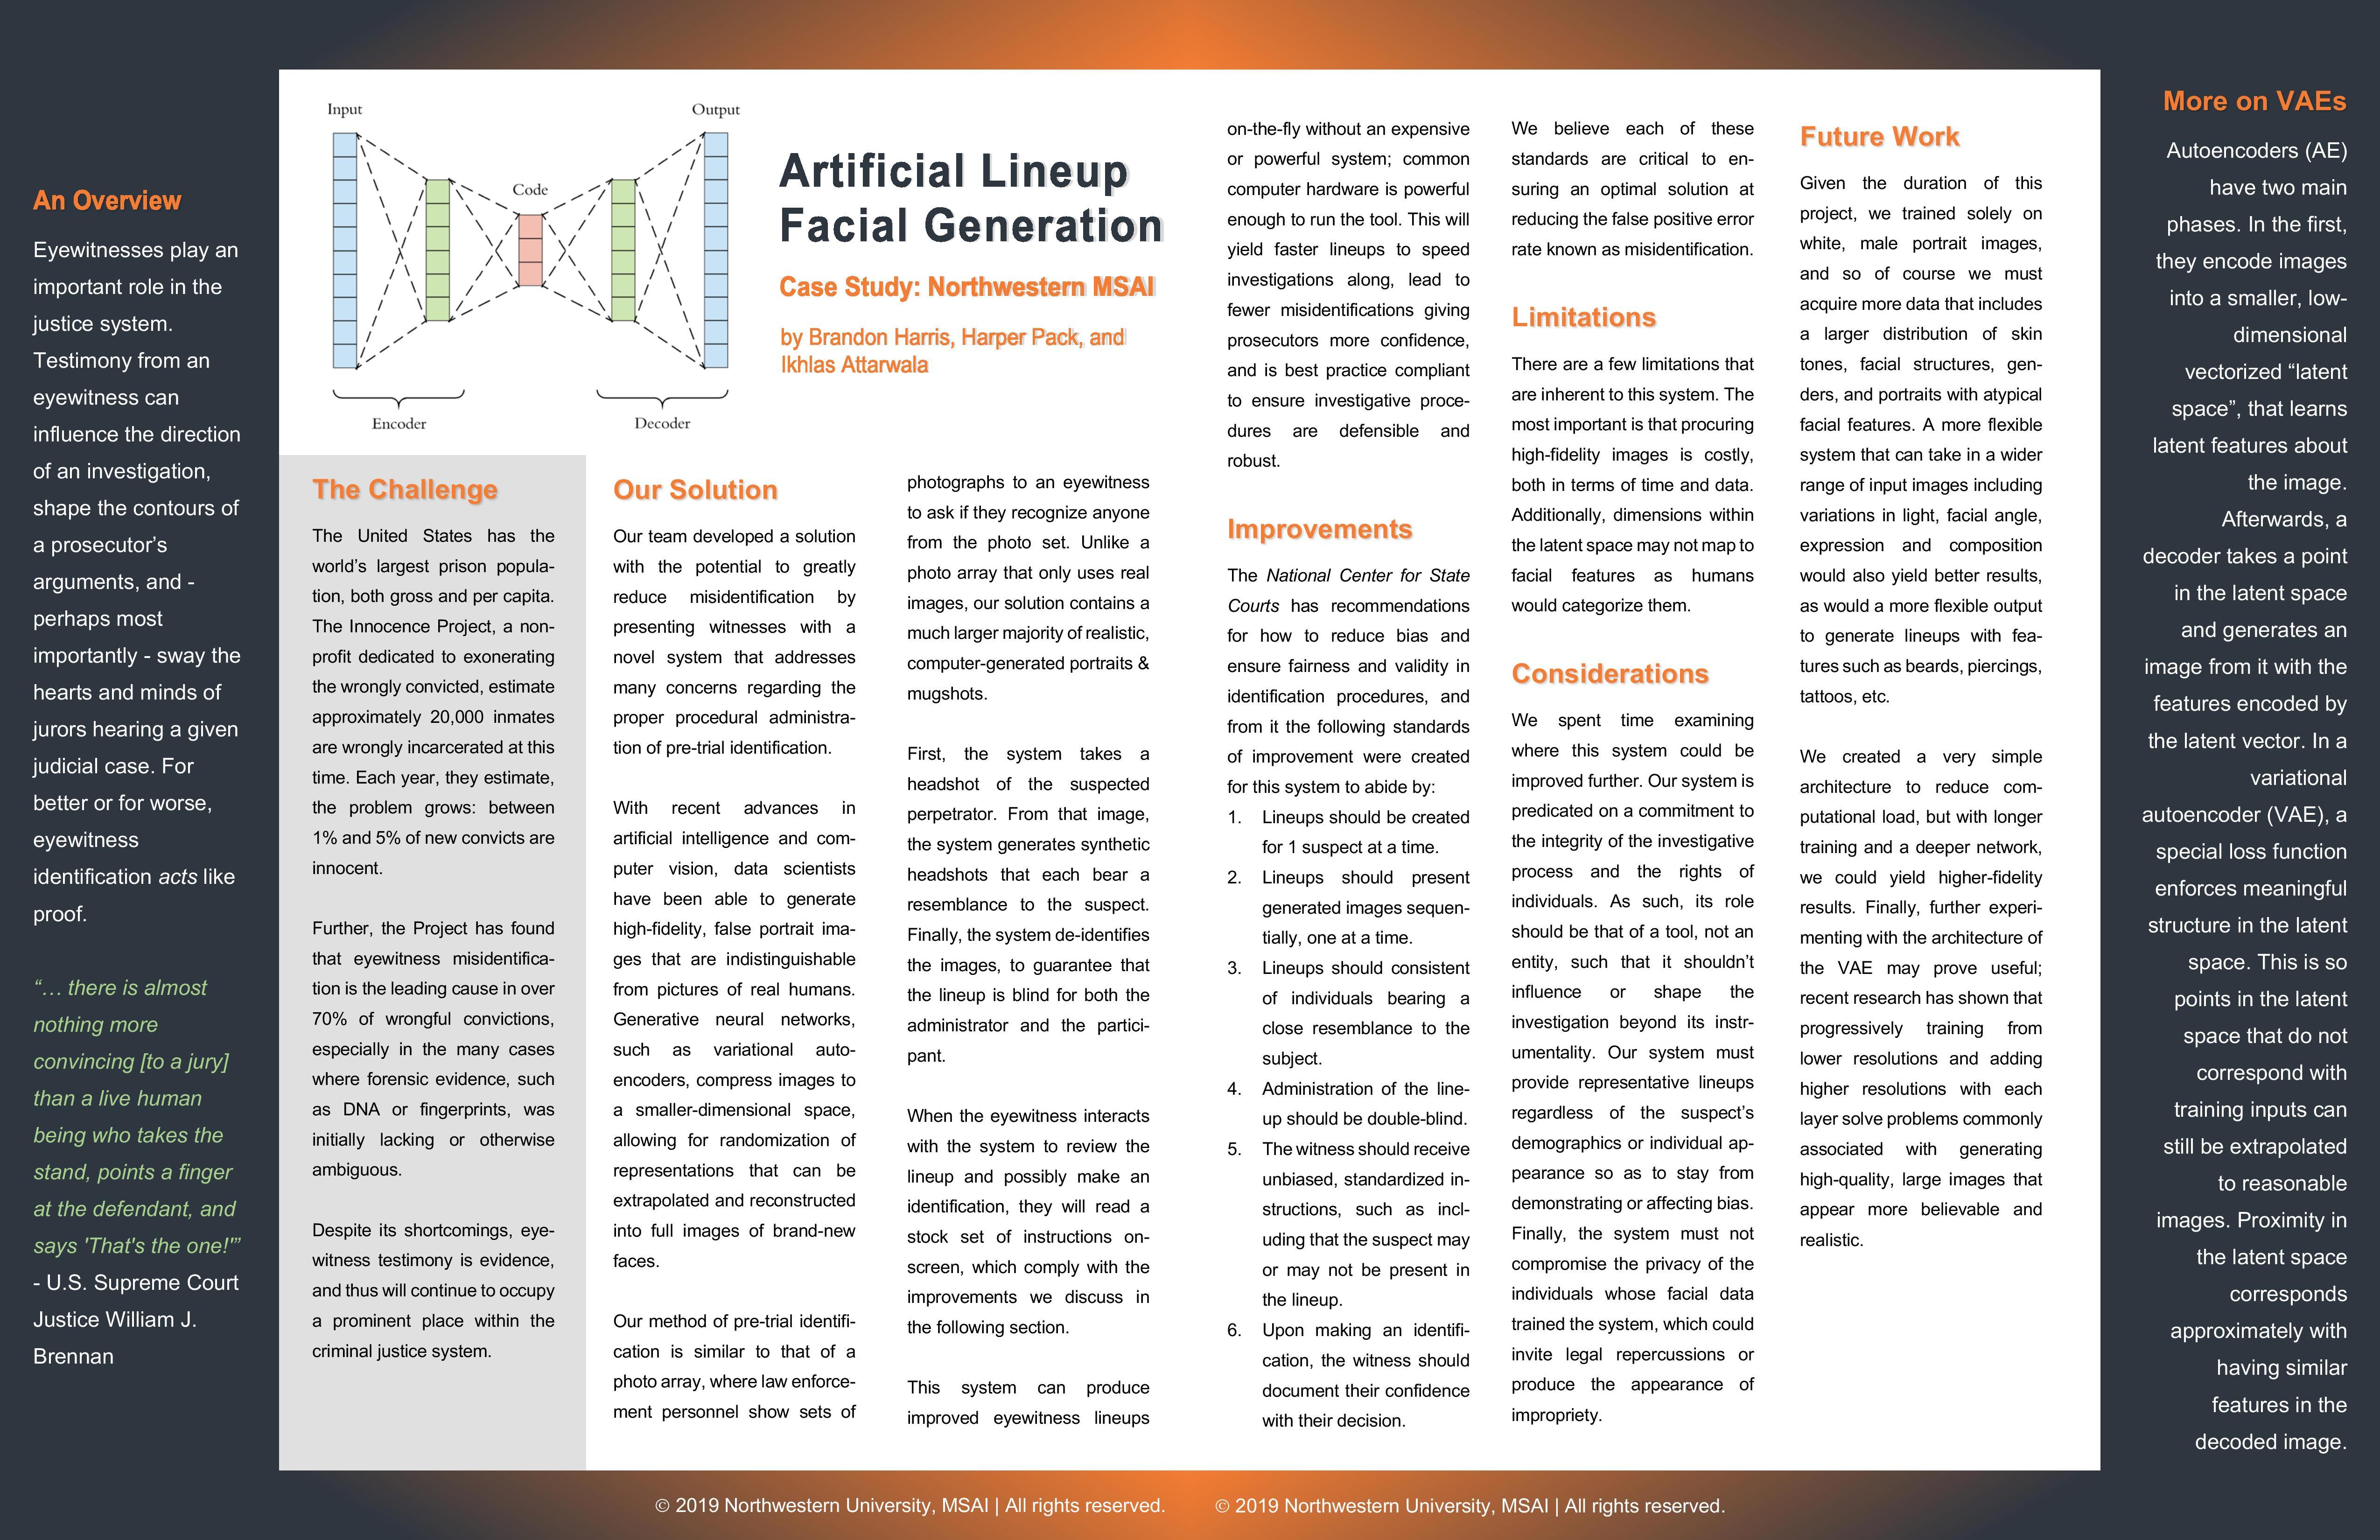 An Overview
Eyewitnesses play an
important role in the
justice system.
Testimony from an
eyewitness can
influence the direction
of an investigation,
shape the contours of
a prosecutor’s
arguments, and -
perhaps most
importantly - sway the
hearts and minds of
jurors hearing a given
judicial case. For
better or for worse,
eyewitness
identification acts like
proof.
“… there is almost
nothing more
convincing [to a jury]
than a live human
being who takes the
stand, points a finger
at the defendant, and
says 'That's the one!'”
- U.S. Supreme Court
Justice William J.
Brennan
Input
Output
Code
Encoder
Decoder
Artificial Lineup
Facial Generation
Case Study: Northwestern MSAI
by Brandon Harris, Harper Pack, and
Ikhlas Attarwala
The Challenge
The United States has the
world’s largest prison popula-
tion, both gross and per capita.
The Innocence Project, a non-
profit dedicated to exonerating
the wrongly convicted, estimate
approximately 20,000 inmates
are wrongly incarcerated at this
time. Each year, they estimate,
the problem grows: between
1% and 5% of new convicts are
innocent.
Further, the Project has found
that eyewitness misidentifica-
tion is the leading cause in over
70% of wrongful convictions,
especially in the many cases
where forensic evidence, such
as DNA or fingerprints, was
initially lacking or otherwise
ambiguous.
Despite its shortcomings, eye-
witness testimony is evidence,
and thus will continue to occupy
a prominent place within the
criminal justice system.
Our Solution
Our team developed a solution
with the potential to greatly
reduce misidentification by
presenting witnesses with a
novel system that addresses
many concerns regarding the
proper procedural administra-
tion of pre-trial identification.
With recent advances in
artificial intelligence and com-
puter vision, data scientists
have been able to generate
high-fidelity, false portrait ima-
ges that are indistinguishable
from pictures of real humans.
Generative neural networks,
such as variational auto-
encoders, compress images to
a smaller-dimensional space,
allowing for randomization of
representations that can be
extrapolated and reconstructed
into full images of brand-new
faces.
Our method of pre-trial identifi-
cation is similar to that of a
photo array, where law enforce-
ment personnel show sets of
photographs to an eyewitness
to ask if they recognize anyone
from the photo set. Unlike a
photo array that only uses real
images, our solution contains a
much larger majority of realistic,
computer-generated portraits &
mugshots.
First, the system takes a
headshot of the suspected
perpetrator. From that image,
the system generates synthetic
headshots that each bear a
resemblance to the suspect.
Finally, the system de-identifies
the images, to guarantee that
the lineup is blind for both the
administrator and the partici-
pant.
When the eyewitness interacts
with the system to review the
lineup and possibly make an
identification, they will read a
stock set of instructions on-
screen, which comply with the
improvements we discuss in
the following section.
This system can produce
improved eyewitness lineups
on-the-fly without an expensive
or powerful system; common
computer hardware is powerful
enough to run the tool. This will
yield faster lineups to speed
investigations along, lead to
fewer misidentifications giving
prosecutors more confidence,
and is best practice compliant
to ensure investigative proce-
dures are defensible and
robust.
Improvements
The National Center for State
Courts has recommendations
for how to reduce bias and
ensure fairness and validity in
identification procedures, and
from it the following standards
of improvement were created
for this system to abide by:
1. Lineups should be created
for 1 suspect at a time.
2. Lineups should present
generated images sequen-
tially, one at a time.
3. Lineups should consistent
of individuals bearing a
close resemblance to the
subject.
4. Administration of the line-
up should be double-blind.
5. The witness should receive
unbiased, standardized in-
structions, such as incl-
uding that the suspect may
or may not be present in
the lineup.
6. Upon making an identifi-
cation, the witness should
document their confidence
with their decision.
We believe each of these
standards are critical to en-
suring an optimal solution at
reducing the false positive error
rate known as misidentification.
Limitations
There are a few limitations that
are inherent to this system. The
most important is that procuring
high-fidelity images is costly,
both in terms of time and data.
Additionally, dimensions within
the latent space may not map to
facial features as humans
would categorize them.
Considerations
We spent time examining
where this system could be
improved further. Our system is
predicated on a commitment to
the integrity of the investigative
process and the rights of
individuals. As such, its role
should be that of a tool, not an
entity, such that it shouldn’t
influence or shape the
investigation beyond its instr-
umentality. Our system must
provide representative lineups
regardless of the suspect’s
demographics or individual ap-
pearance so as to stay from
demonstrating or affecting bias.
Finally, the system must not
compromise the privacy of the
individuals whose facial data
trained the system, which could
invite legal repercussions or
produce the appearance of
impropriety.
Future Work
Given the duration of this
project, we trained solely on
white, male portrait images,
and so of course we must
acquire more data that includes
a larger distribution of skin
tones, facial structures, gen-
ders, and portraits with atypical
facial features. A more flexible
system that can take in a wider
range of input images including
variations in light, facial angle,
expression and composition
would also yield better results,
as would a more flexible output
to generate lineups with fea-
tures such as beards, piercings,
tattoos, etc.
We created a very simple
architecture to reduce com-
putational load, but with longer
training and a deeper network,
we could yield higher-fidelity
results. Finally, further experi-
menting with the architecture of
the VAE may prove useful;
recent research has shown that
progressively training from
lower resolutions and adding
higher resolutions with each
layer solve problems commonly
associated with generating
high-quality, large images that
appear more believable and
realistic.
More on VAEs
Autoencoders (AE)
have two main
phases. In the first,
they encode images
into a smaller, low-
dimensional
vectorized “latent
space”, that learns
latent features about
the image.
Afterwards, a
decoder takes a point
in the latent space
and generates an
image from it with the
features encoded by
the latent vector. In a
variational
autoencoder (VAE), a
special loss function
enforces meaningful
structure in the latent
space. This is so
points in the latent
space that do not
correspond with
training inputs can
still be extrapolated
to reasonable
images. Proximity in
the latent space
corresponds
approximately with
having similar
features in the
decoded image.
© 2019 Northwestern University, MSAI | All rights reserved.
© 2019 Northwestern University, MSAI | All rights reserved.